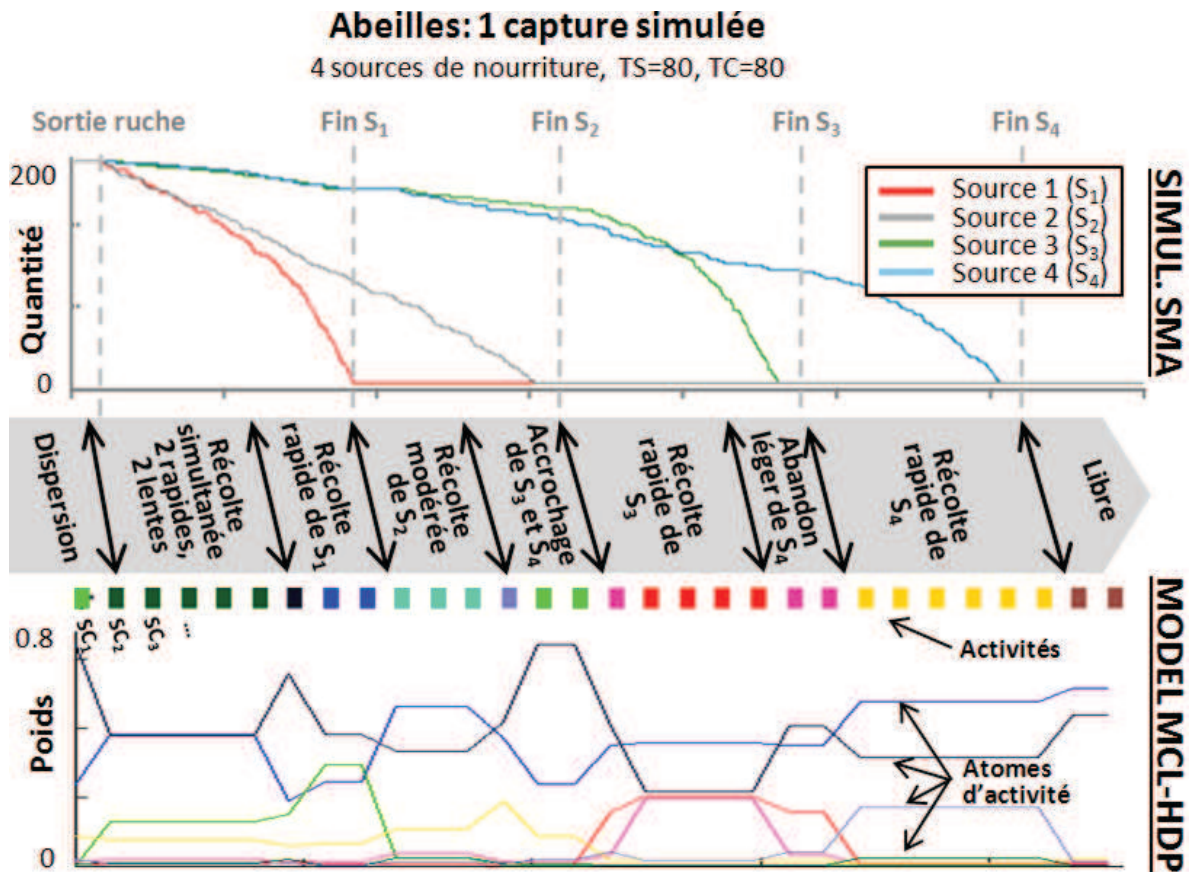 Abeilles: 1 capture simulée
4 sources de nourriture, TS=80, TC=80
Sortie ruche
Fin S₁
Fin S₂
Fin S₃
Fin S₄
200
Quantité
0
Source 1 (S₁)
Source 2 (S₂)
Source 3 (S₃)
Source 4 (S₄)
SIMUL. SMA
Dispersion
Récolte
simultanée
2 rapides,
2 lentes
Récolte
rapide de S₁
Récolte
modérée
de S₂
Accrochage
de S₃ et S₄
Récolte
rapide de
S₃
Abandon
léger de S₄
Récolte
rapide de
S₄
Libre
SC₁
SC₂
SC₃
...
Activités
0.8
Poids
0
Atomes
d'activité
MODEL MCL-HDP